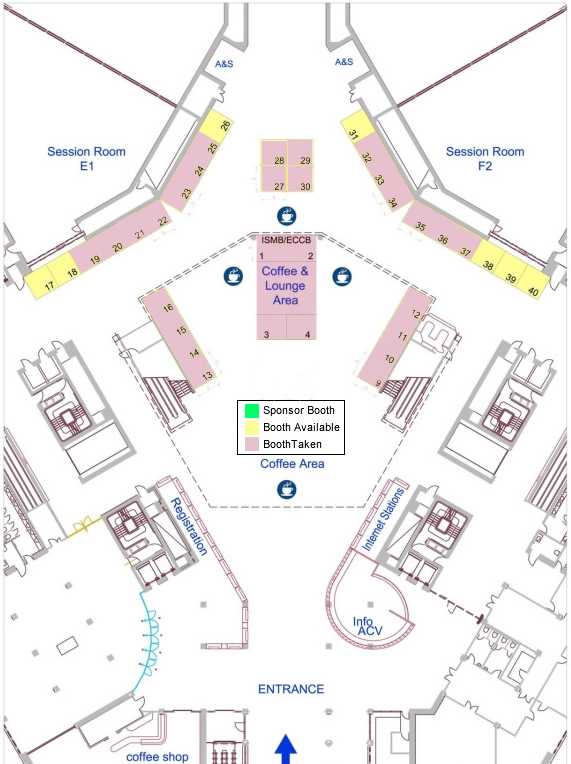 A&S
A&S
Session Room
E1
Session Room
F2
26
25
24
23
22
21
20
19
18
17
28
29
27
30
31
32
33
34
35
36
37
38
39
40
ISMB/ECCB
1
2
Coffee &
Lounge
Area
3
4
16
15
14
13
12
11
10
9
Sponsor Booth
Booth Available
BoothTaken
Coffee Area
Registration
Internet Stations
Info
ACV
ENTRANCE
coffee shop